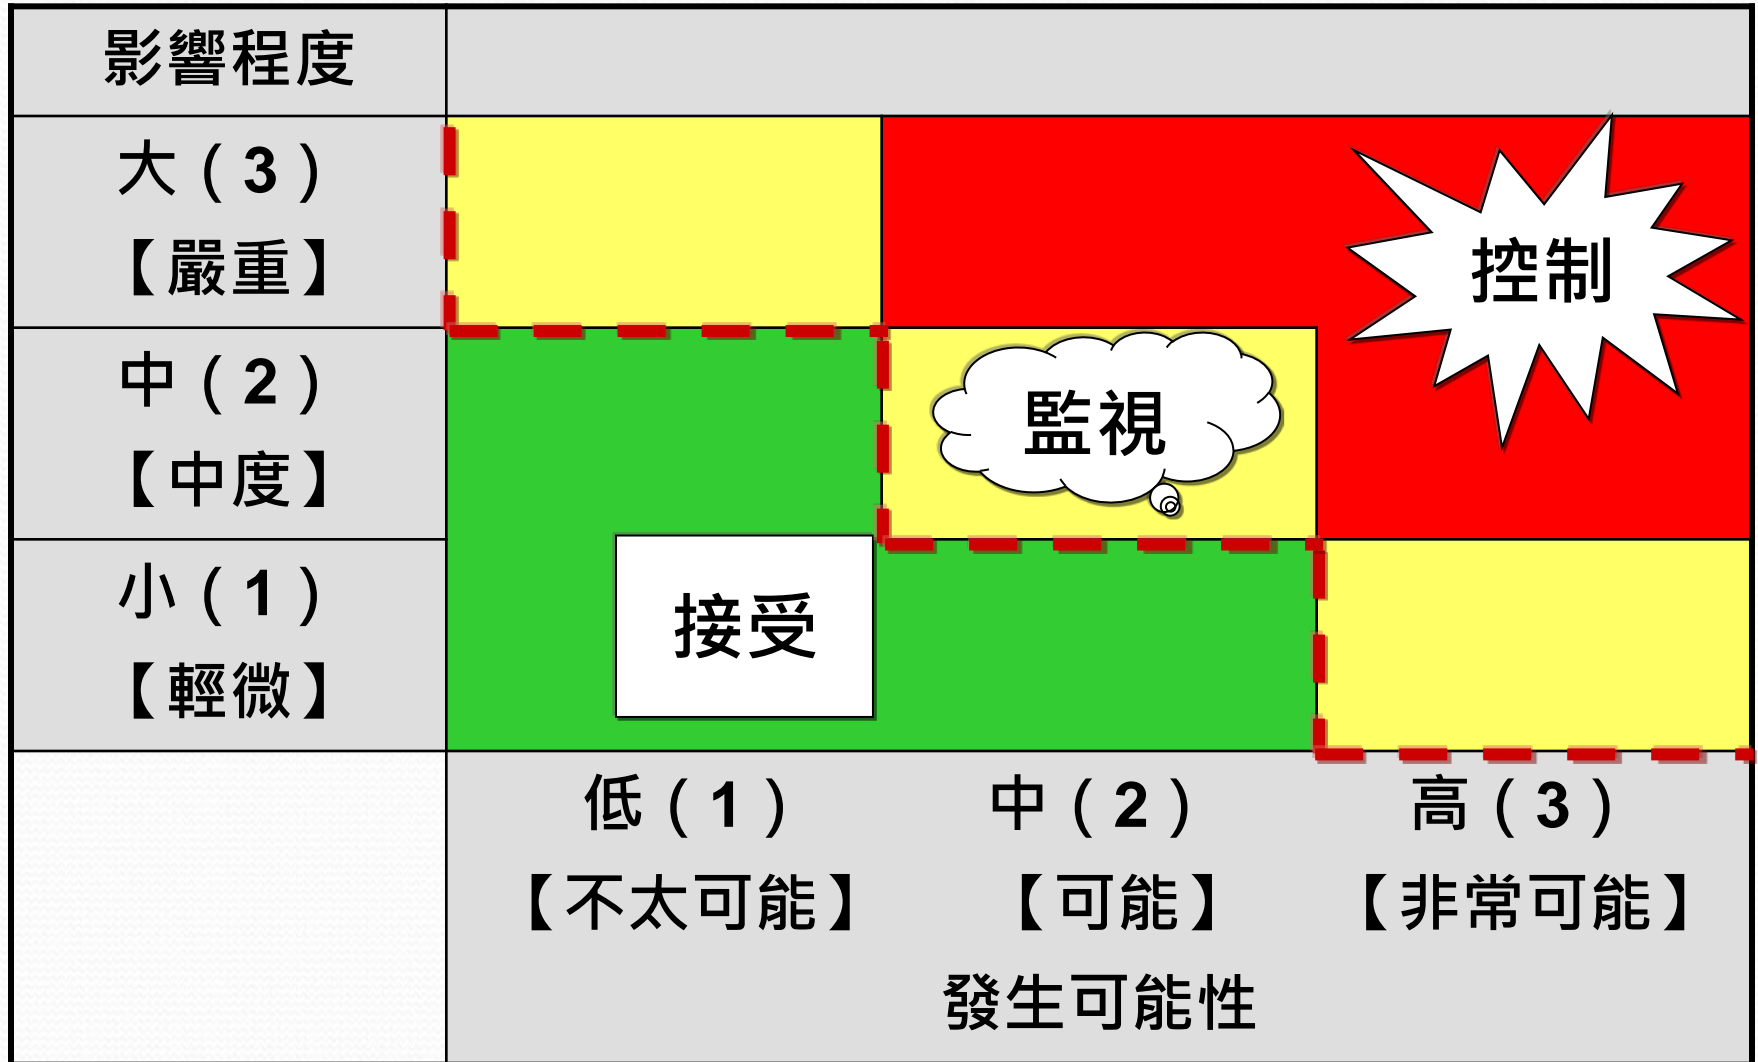 影響程度
大（3）
【嚴重】
控制
中（2）
【中度】
監視
小（1）
【輕微】
接受
低（1）
【不太可能】
中（2）
【可能】
高（3）
【非常可能】
發生可能性